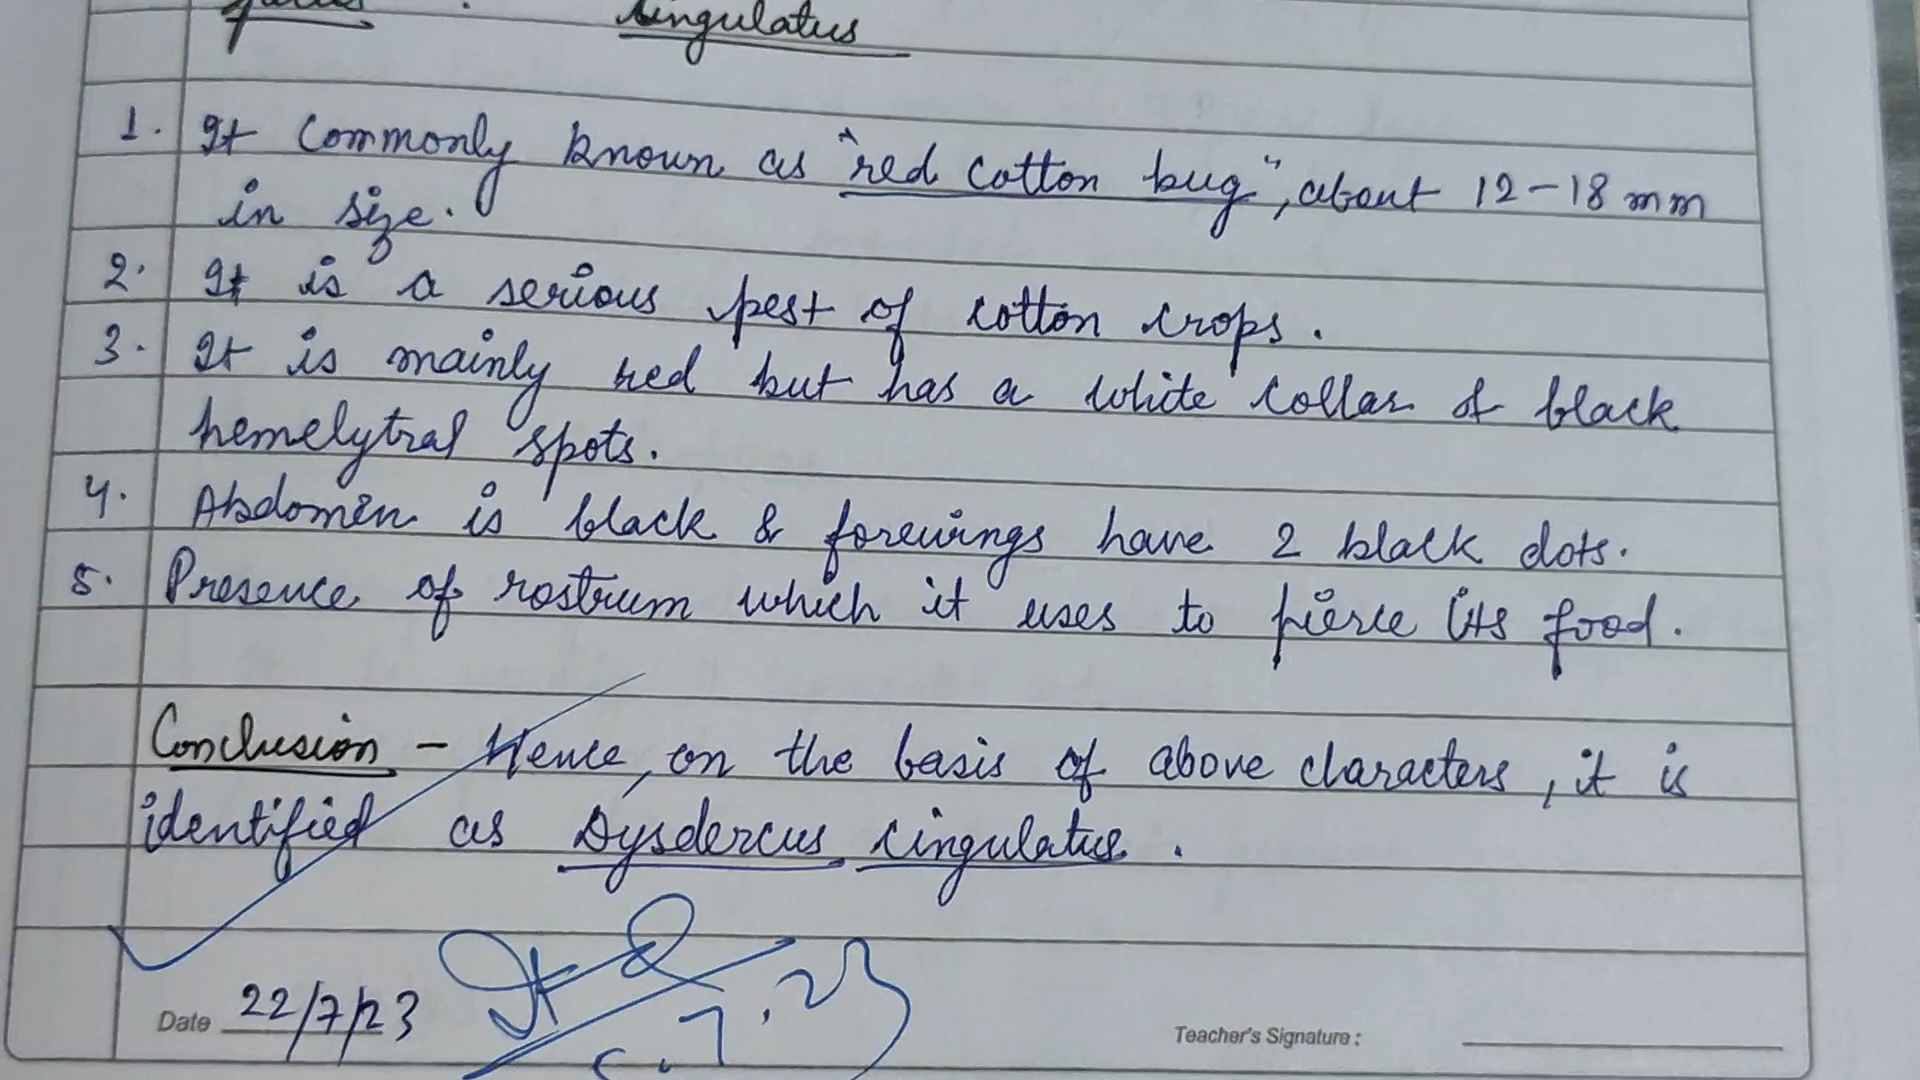 cingulatus
1. It commonly known as "red cotton bug", about 12-18 mm
in size.
2. It is a serious pest of cotton crops.
3. It is mainly red but has a white collar & black
hemelytral spots.
4. Abdomen is black & forewings have 2 black dots.
5. Presence of rostrum which it uses to pierce its food.
Conclusion - Hence, on the basis of above characters, it is
identified as Dysdercus cingulatus.
Date 22/7/23
Teacher's Signature :